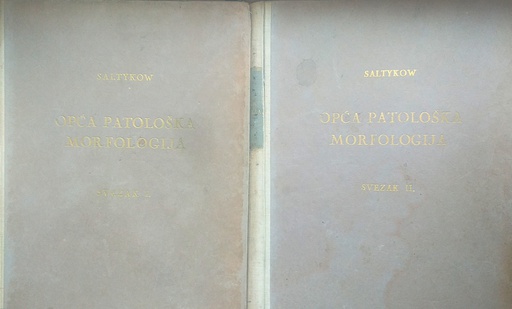 SALTYKOW
OPĆA PATOLOŠKA
MORFOLOGIJA
SVEZAK I.
SALTYKOW
OPĆA PATOLOŠKA
MORFOLOGIJA
SVEZAK II.